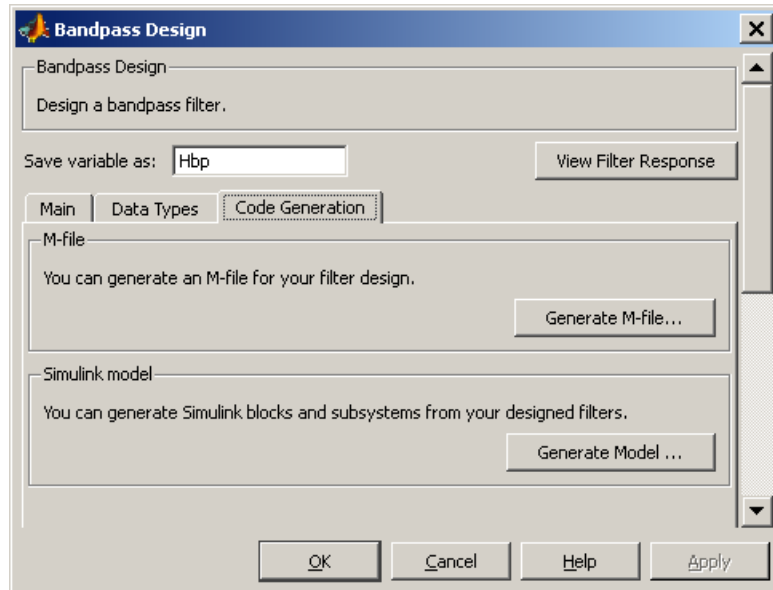 Bandpass Design
Bandpass Design
Design a bandpass filter.
Save variable as: Hbp View Filter Response
Main Data Types Code Generation
M-file
You can generate an M-file for your filter design.
Generate M-file...
Simulink model
You can generate Simulink blocks and subsystems from your designed filters.
Generate Model ...
OK Cancel Help Apply